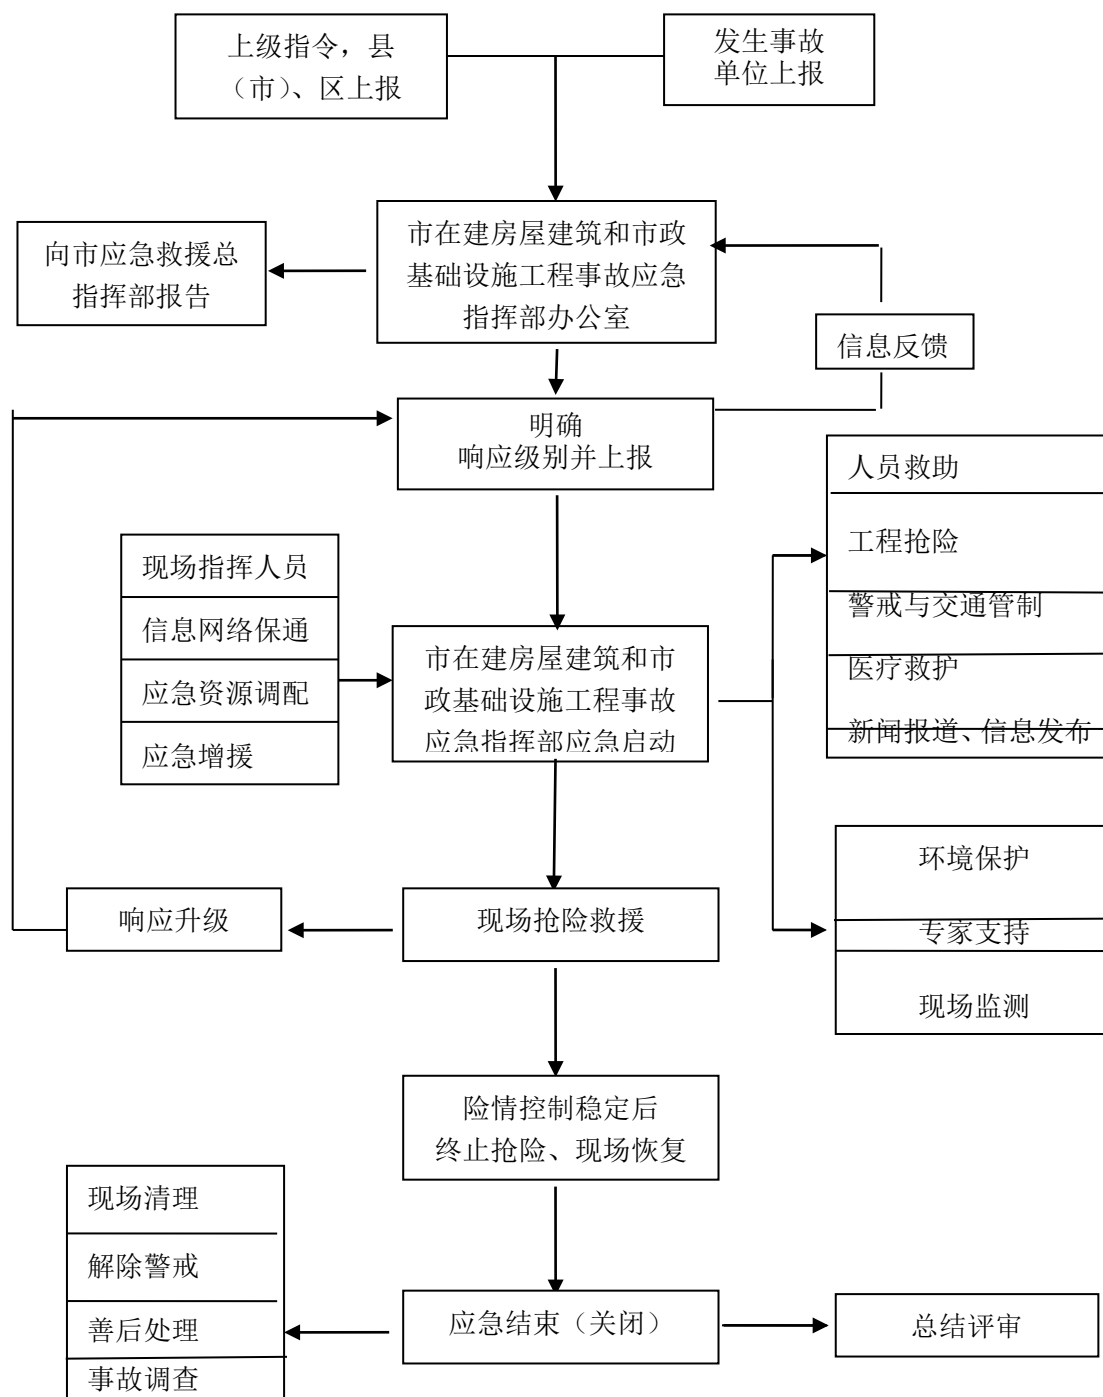 上级指令，县
（市）、区上报
发生事故
单位上报
市在建房屋建筑和市政
基础设施工程事故应急
指挥部办公室
向市应急救援总
指挥部报告
信息反馈
明确
响应级别并上报
人员救助
工程抢险
警戒与交通管制
医疗救护
新闻报道、信息发布
现场指挥人员
信息网络保通
应急资源调配
应急增援
市在建房屋建筑和市
政基础设施工程事故
应急指挥部应急启动
环境保护
专家支持
现场监测
响应升级
现场抢险救援
险情控制稳定后
终止抢险、现场恢复
现场清理
解除警戒
善后处理
事故调查
应急结束（关闭）
总结评审